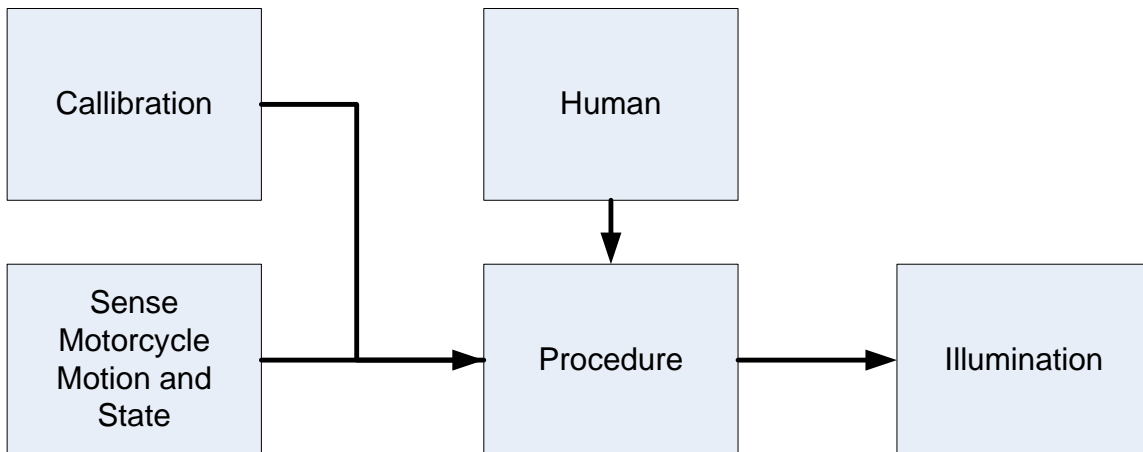 Callibration
Human
Sense
Motorcycle
Motion and
State
Procedure
Illumination